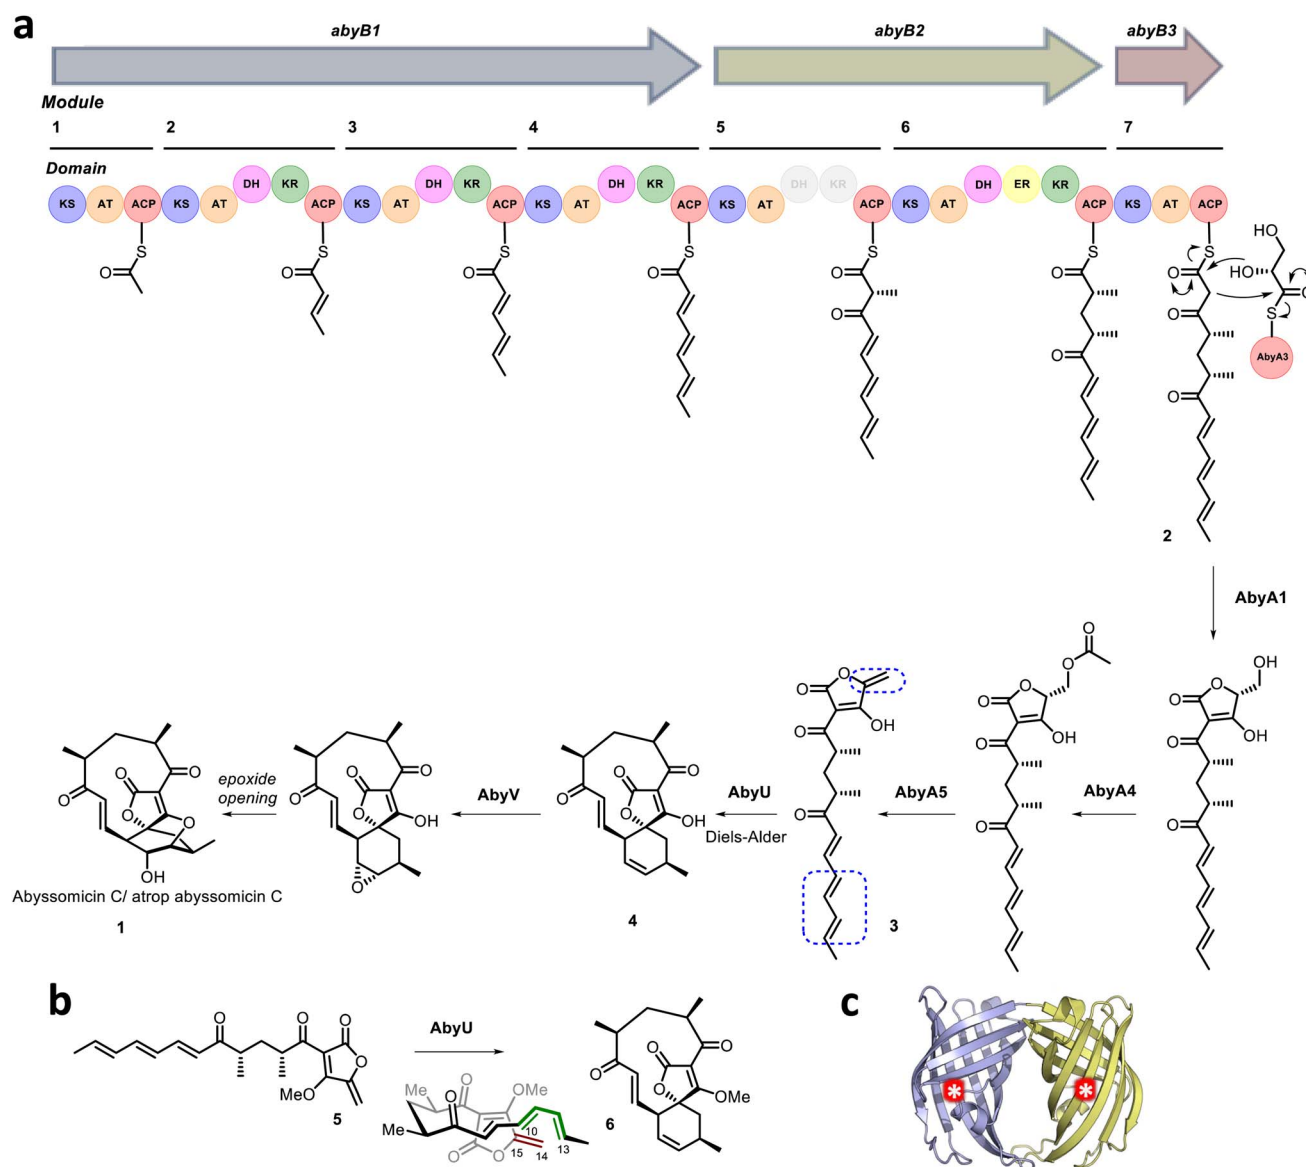 a
abyB1 abyB2 abyB3
Module
1 2 3 4 5 6 7
Domain
DH KR DH KR DH KR DH KR DH ER KR
KS AT ACP KS AT ACP KS AT ACP KS AT ACP KS AT ACP KS AT ACP KS AT ACP
S S S S S S S
HO
O O O O O O O HO O
O O O S
AbyA3
O O
2
AbyA1
O
O
OH
O O O O O O
OH OH OH
O O O
epoxide
opening
AbyV AbyU AbyA5 AbyA4
Diels-Alder
O O O O O O
O O O O OH
O O O OH
O O O
OH
O
Abyssomicin C/ atrop abyssomicin C
1 4 3
b c
O O O
O
MeO
5
AbyU
Me O OMe
O
Me
10
O O 15 14 13
O O
O O
OMe
6
* *